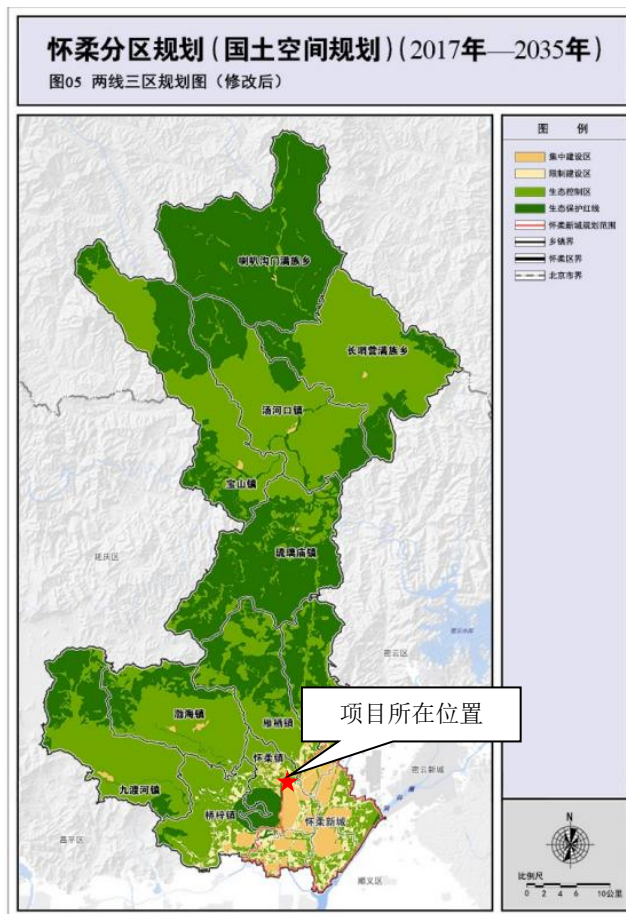 怀柔分区规划（国土空间规划）（2017年—2035年）
图05 两线三区规划图（修改后）
图 例
集中建设区
限制建设区
生态控制区
生态保护红线
怀柔新城规划范围
乡镇界
怀柔区界
北京市界
喇叭沟门满族乡
长哨营满族乡
汤河口镇
宝山镇
琉璃庙镇
延庆区
密云水库
密云区
渤海镇
雁栖镇
项目所在位置
怀柔镇
九渡河镇
密云新城
桥梓镇
怀柔新城
昌平区
顺义区
N
比例尺
0 2 4 6 10公里